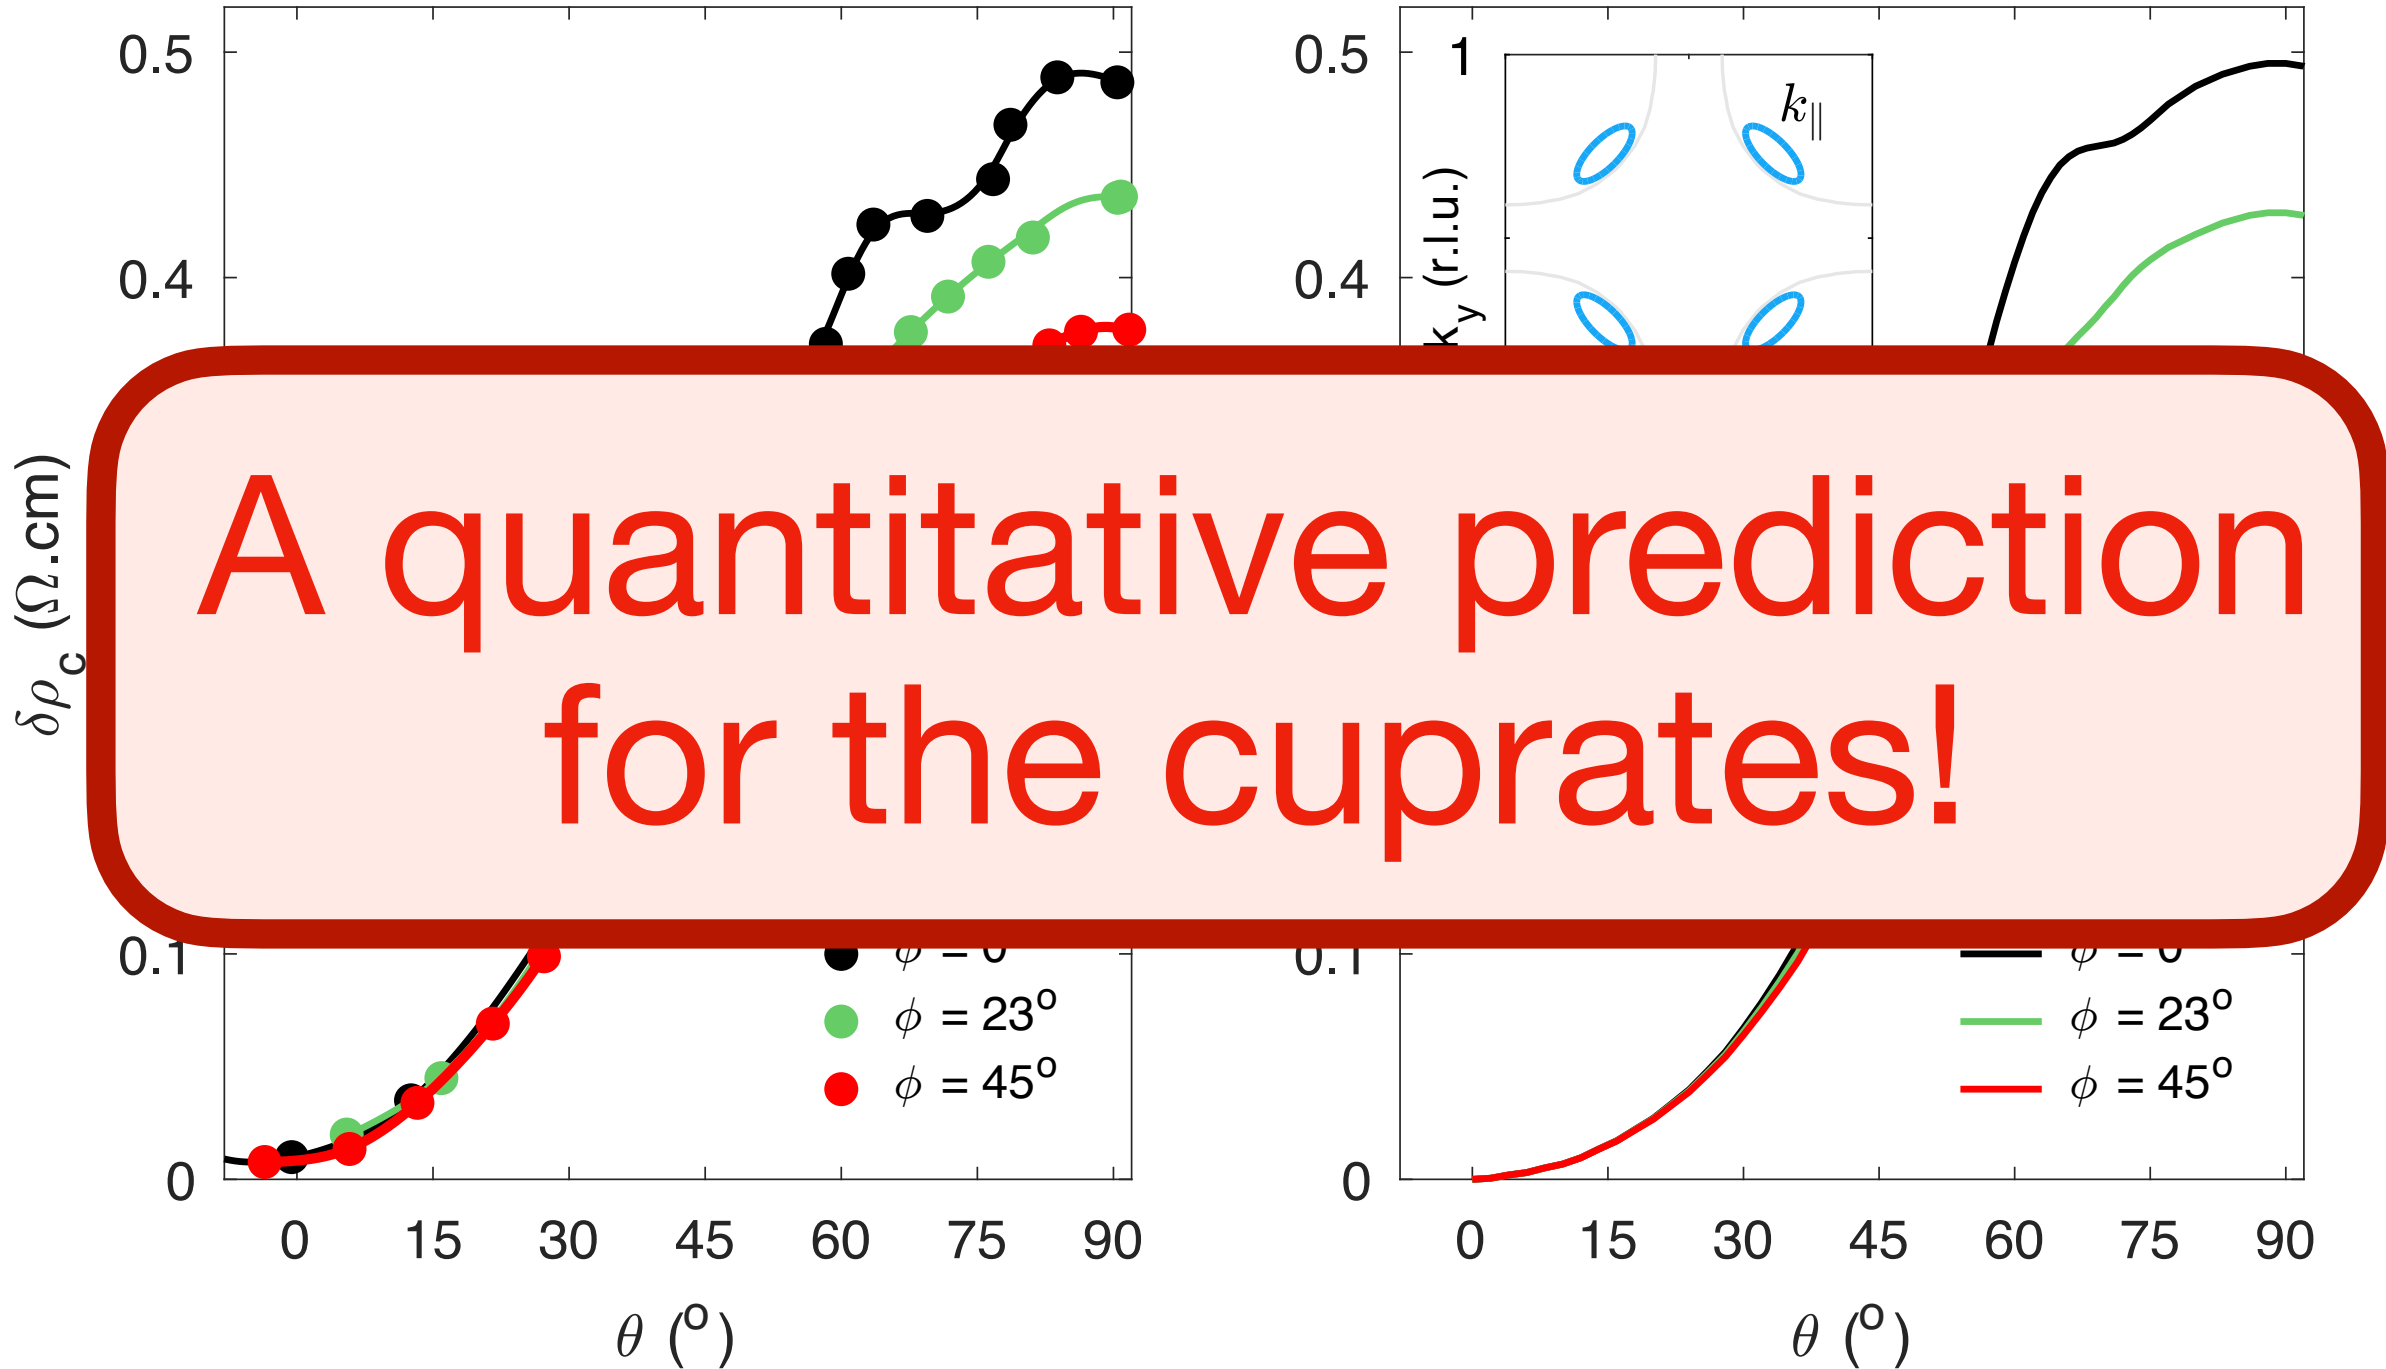 0.5
0.4
0.1
0
0 15 30 45 60 75 90
θ (°)
δρc (Ω.cm)
ϕ = 0
ϕ = 23°
ϕ = 45°
A quantitative prediction
for the cuprates!
0.5
0.4
0.1
0
0 15 30 45 60 75 90
θ (°)
1
k∥
ky (r.l.u.)
ϕ = 0
ϕ = 23°
ϕ = 45°